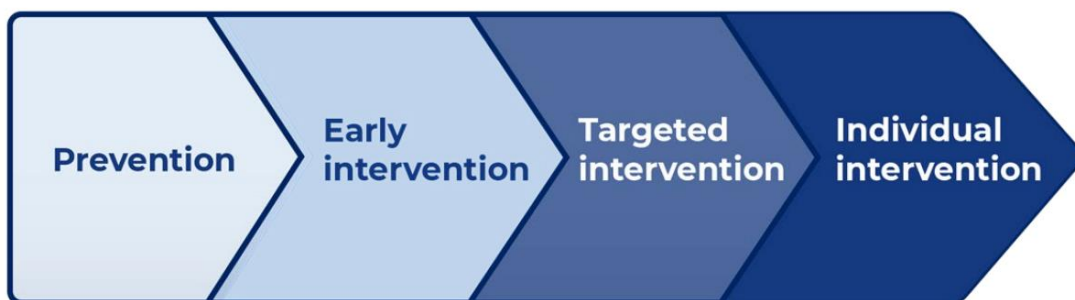 Prevention
Early
intervention
Targeted
intervention
Individual
intervention